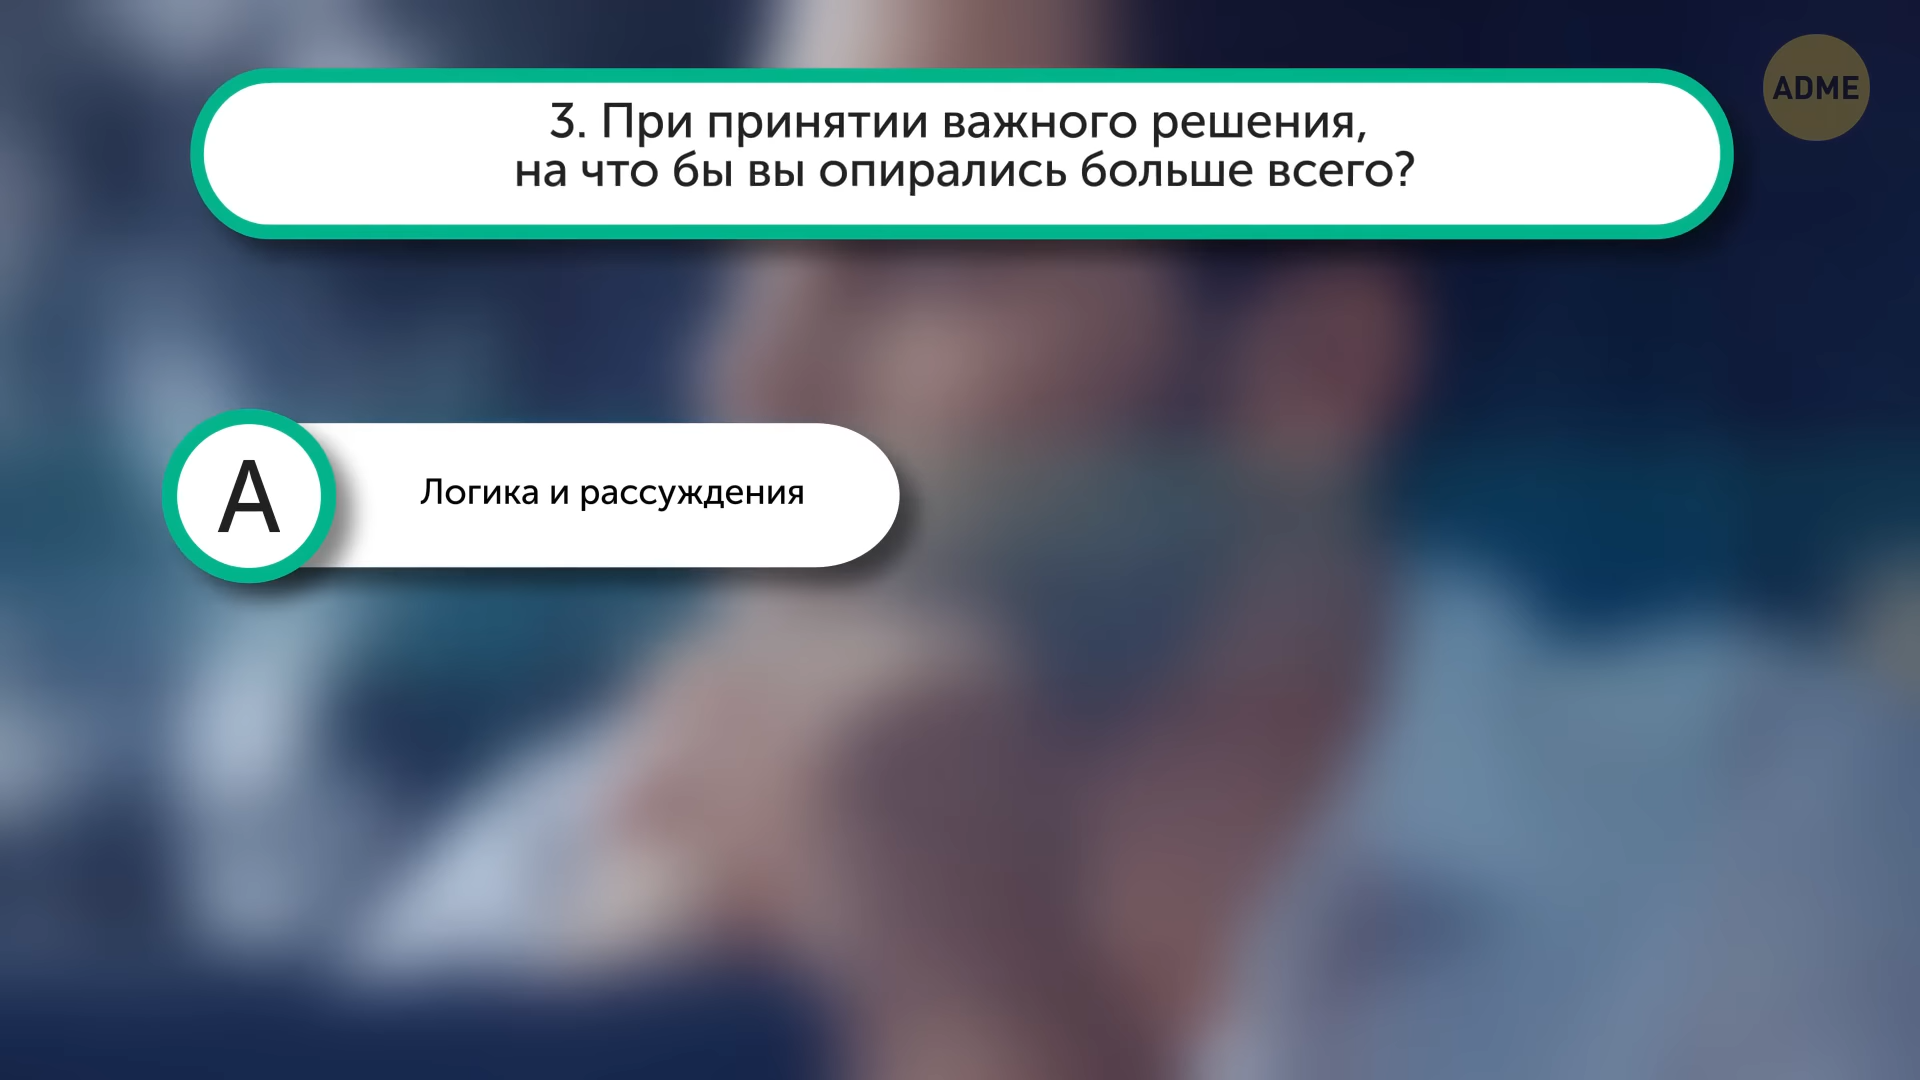 ADME
3. При принятии важного решения,
на что бы вы опирались больше всего?
A
Логика и рассуждения